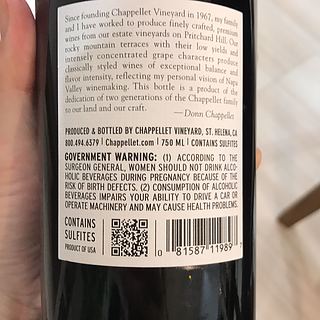 Since founding Chappellet Vineyard in 1967, my family
and I have worked to produce finely crafted, premium
wines from our estate vineyards on Pritchard Hill. Our
rocky mountain terraces with their low yields and
intensely concentrated grape characters produce
classically styled wines of exceptional balance and
flavor intensity, reflecting my personal vision of Napa
Valley winemaking. This bottle is a product of the
dedication of two generations of the Chappellet family
to our land and our craft.
—Donn Chappellet
PRODUCED & BOTTLED BY CHAPPELLET VINEYARD, ST. HELENA, CA
800.494.6379 | Chappellet.com | 750 ML | CONTAINS SULFITES
GOVERNMENT WARNING: (1) ACCORDING TO THE
SURGEON GENERAL, WOMEN SHOULD NOT DRINK ALCO-
HOLIC BEVERAGES DURING PREGNANCY BECAUSE OF THE
RISK OF BIRTH DEFECTS. (2) CONSUMPTION OF ALCOHOLIC
BEVERAGES IMPAIRS YOUR ABILITY TO DRIVE A CAR OR
OPERATE MACHINERY AND MAY CAUSE HEALTH PROBLEMS.
CONTAINS
SULFITES
PRODUCT OF USA
0 81587 11989 7